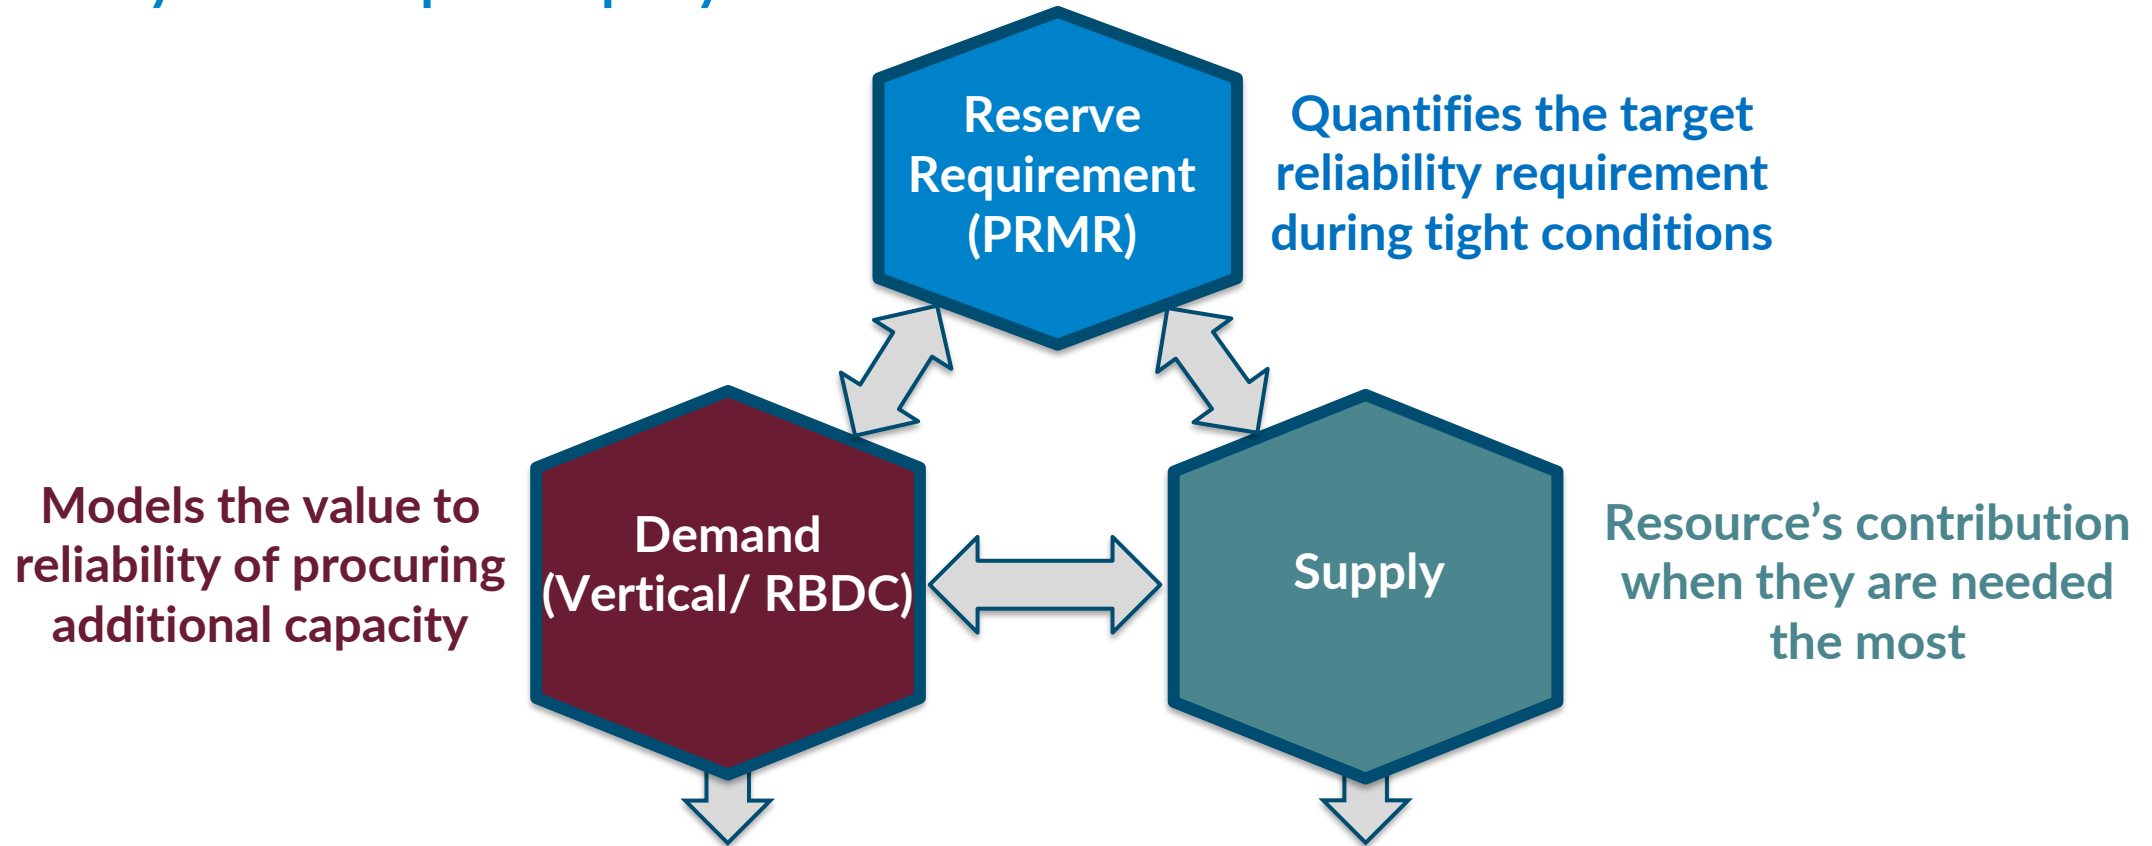 Reserve
Requirement
(PRMR)
Quantifies the target
reliability requirement
during tight conditions
Models the value to
reliability of procuring
additional capacity
Demand
(Vertical/ RBDC)
Supply
Resource’s contribution
when they are needed
the most